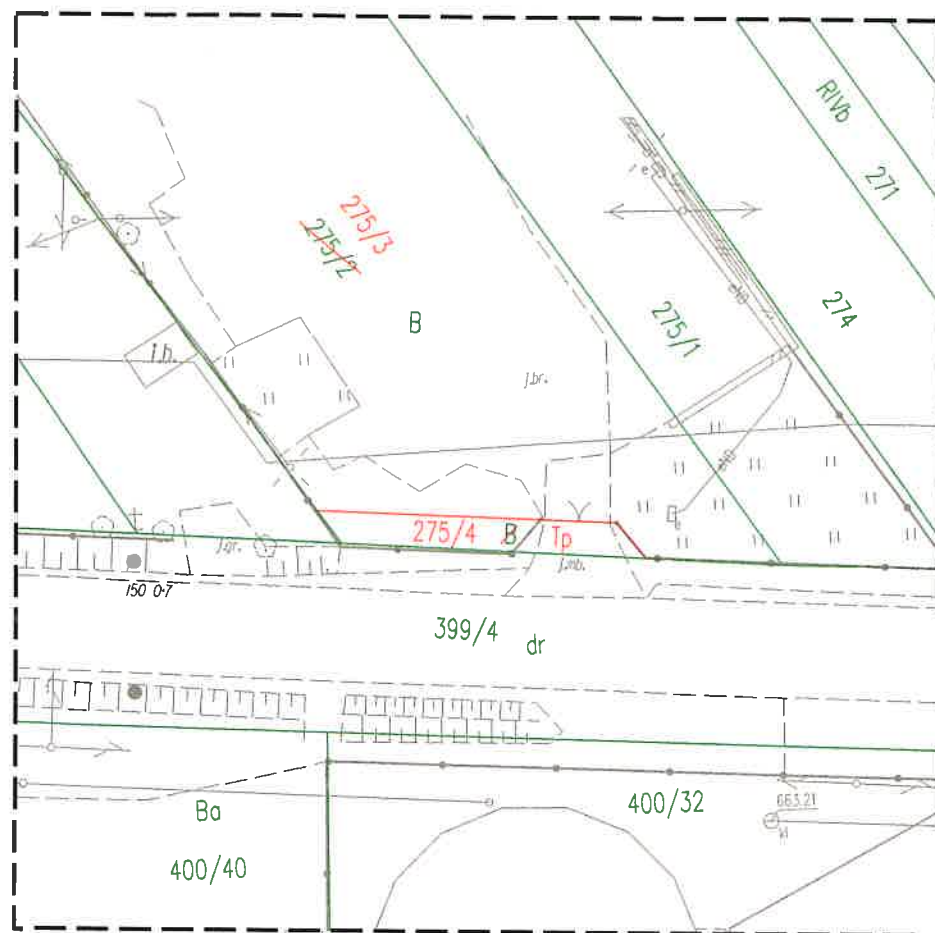 RIVb
271
e
275/3
275/2
274
B
275/1
j.b.
j.br.
275/4
B
Tp
e
j.gr.
j.mb.
150 0.7
399/4
dr
400/32
663.21
kl
Ba
400/40